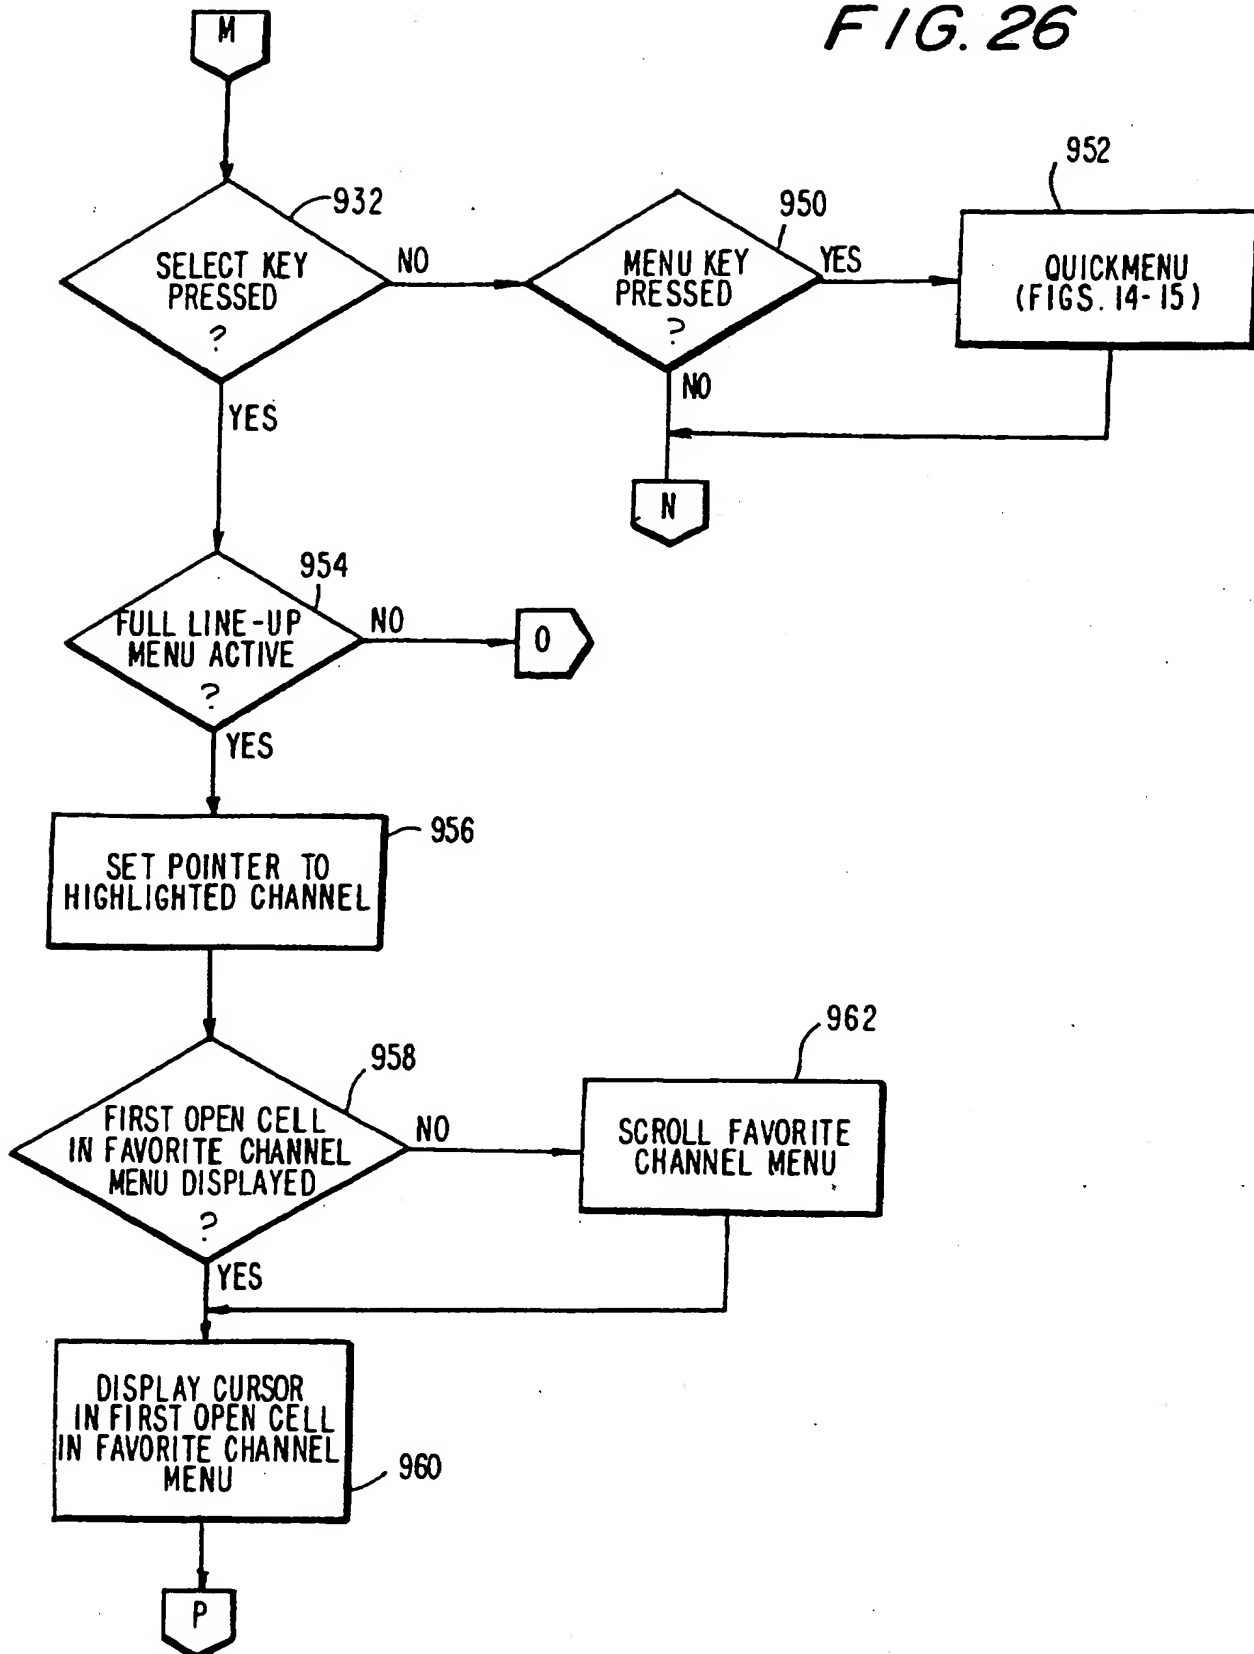 FIG. 26
M
932
SELECT KEY
PRESSED
?
NO
YES
950
MENU KEY
PRESSED
?
YES
NO
952
QUICKMENU
(FIGS. 14-15)
N
954
FULL LINE-UP
MENU ACTIVE
?
NO
YES
O
956
SET POINTER TO
HIGHLIGHTED CHANNEL
958
FIRST OPEN CELL
IN FAVORITE CHANNEL
MENU DISPLAYED
?
NO
YES
962
SCROLL FAVORITE
CHANNEL MENU
DISPLAY CURSOR
IN FIRST OPEN CELL
IN FAVORITE CHANNEL
MENU
960
P